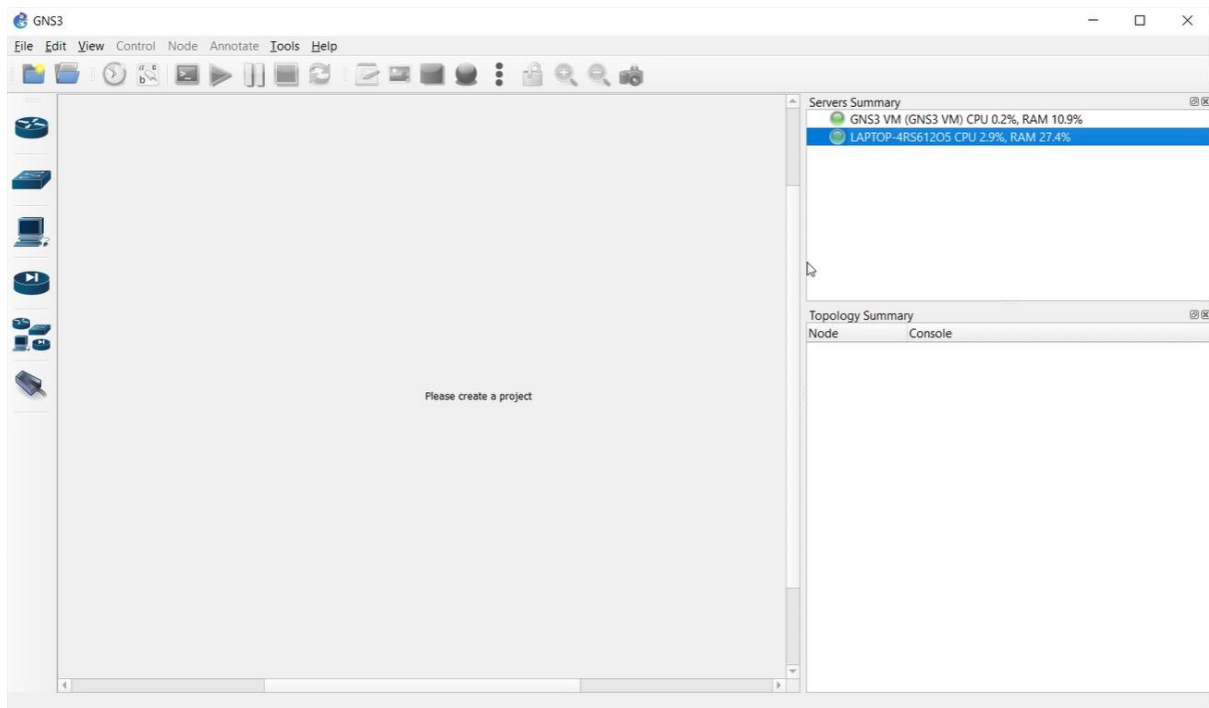 GNS3
File Edit View Control Node Annotate Tools Help
Servers Summary
GNS3 VM (GNS3 VM) CPU 0.2%, RAM 10.9%
LAPTOP-4RS612O5 CPU 2.9%, RAM 27.4%
Please create a project
Topology Summary
Node Console